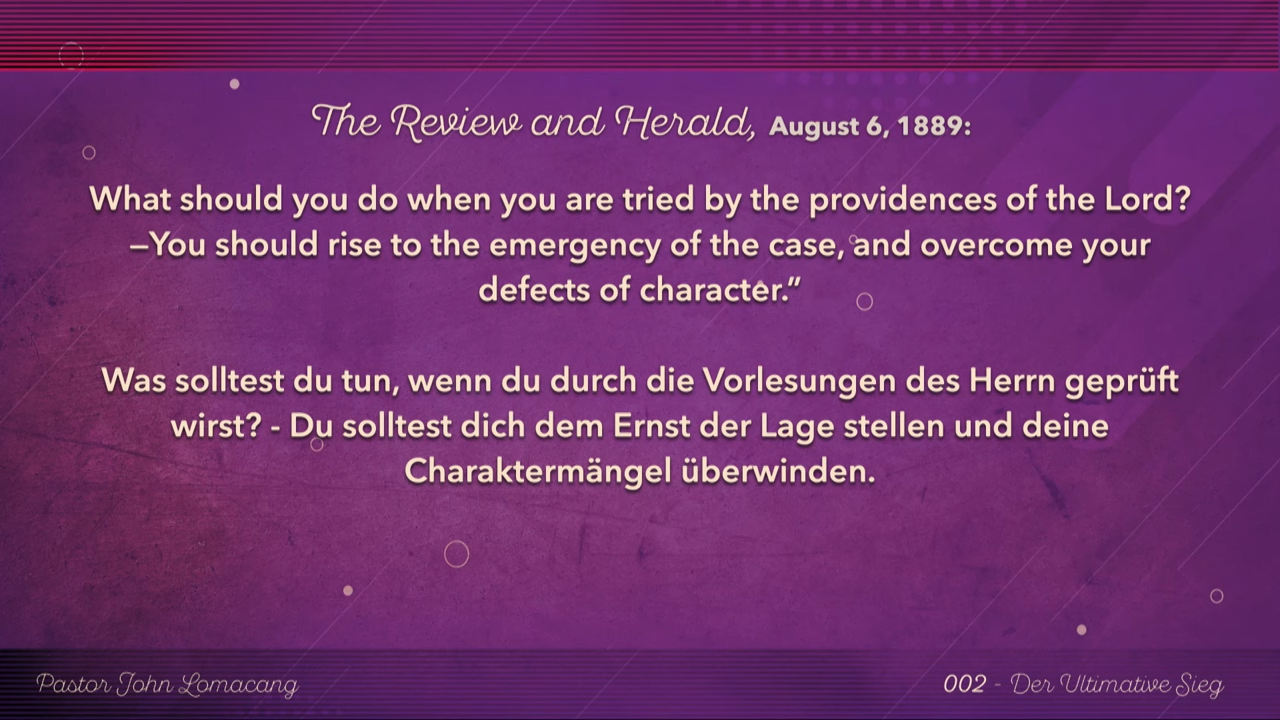 The Review and Herald, August 6, 1889:
What should you do when you are tried by the providences of the Lord?
—You should rise to the emergency of the case, and overcome your
defects of character.”
Was solltest du tun, wenn du durch die Vorlesungen des Herrn geprüft
wirst? - Du solltest dich dem Ernst der Lage stellen und deine
Charaktermängel überwinden.
Pastor John Lomacang
002 - Der Ultimative Sieg